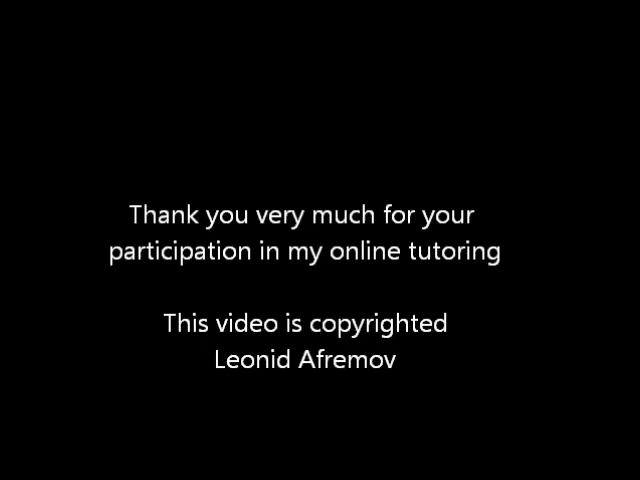 Thank you very much for your
participation in my online tutoring
This video is copyrighted
Leonid Afremov